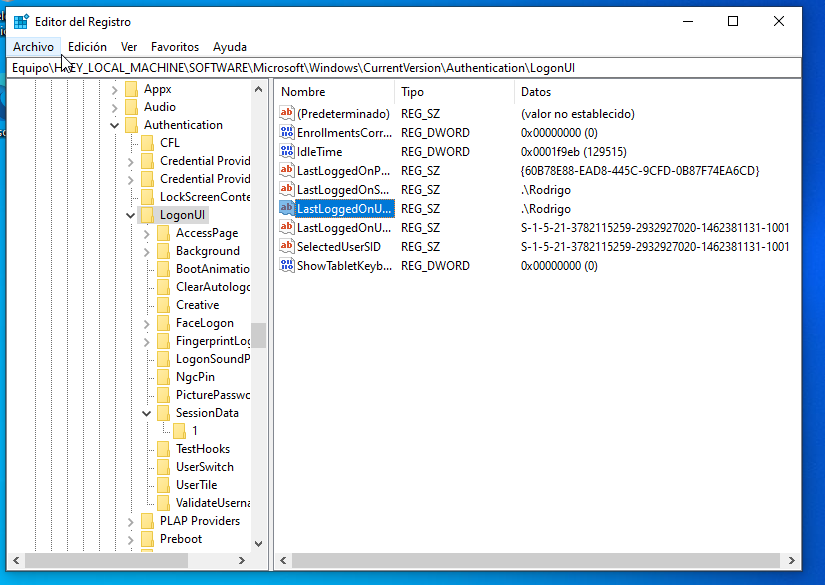 Editor del Registro
Archivo Edición Ver Favoritos Ayuda
Equipo\HKEY_LOCAL_MACHINE\SOFTWARE\Microsoft\Windows\CurrentVersion\Authentication\LogonUI
Appx
Audio
Authentication
CFL
Credential Provid
Credential Provid
LockScreenConte
LogonUI
AccessPage
Background
BootAnimatio
ClearAutologo
Creative
FaceLogon
FingerprintLog
LogonSoundP
NgcPin
PicturePasswo
SessionData
1
TestHooks
UserSwitch
UserTile
ValidateUserna
PLAP Providers
Preboot
Nombre Tipo Datos
(Predeterminado) REG_SZ (valor no establecido)
EnrollmentsCorr... REG_DWORD 0x00000000 (0)
IdleTime REG_DWORD 0x0001f9eb (129515)
LastLoggedOnP... REG_SZ {60B78E88-EAD8-445C-9CFD-0B87F74EA6CD}
LastLoggedOnS... REG_SZ .\Rodrigo
LastLoggedOnU... REG_SZ .\Rodrigo
LastLoggedOnU... REG_SZ S-1-5-21-3782115259-2932927020-1462381131-1001
SelectedUserSID REG_SZ S-1-5-21-3782115259-2932927020-1462381131-1001
ShowTabletKeyb... REG_DWORD 0x00000000 (0)